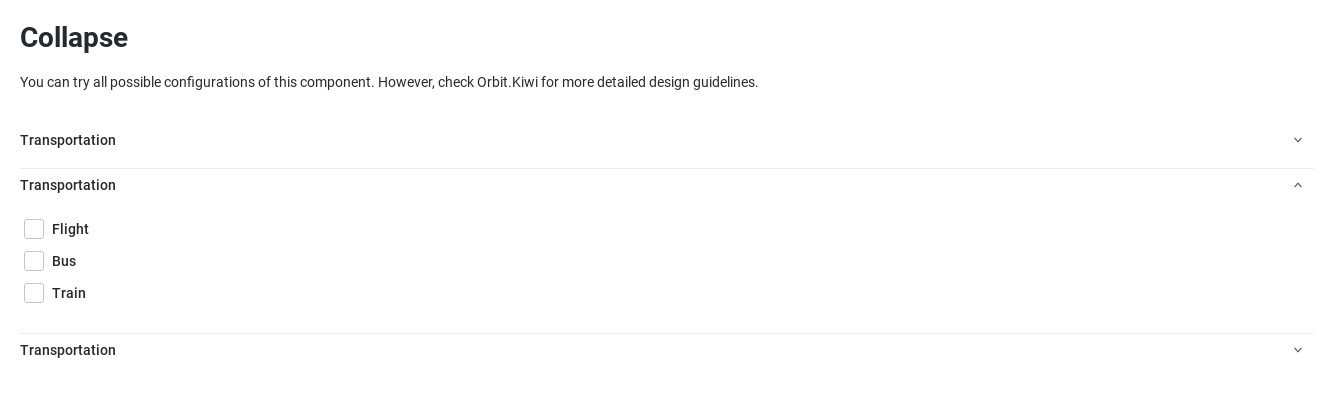 Collapse
You can try all possible configurations of this component. However, check Orbit.Kiwi for more detailed design guidelines.
Transportation
Transportation
Flight
Bus
Train
Transportation